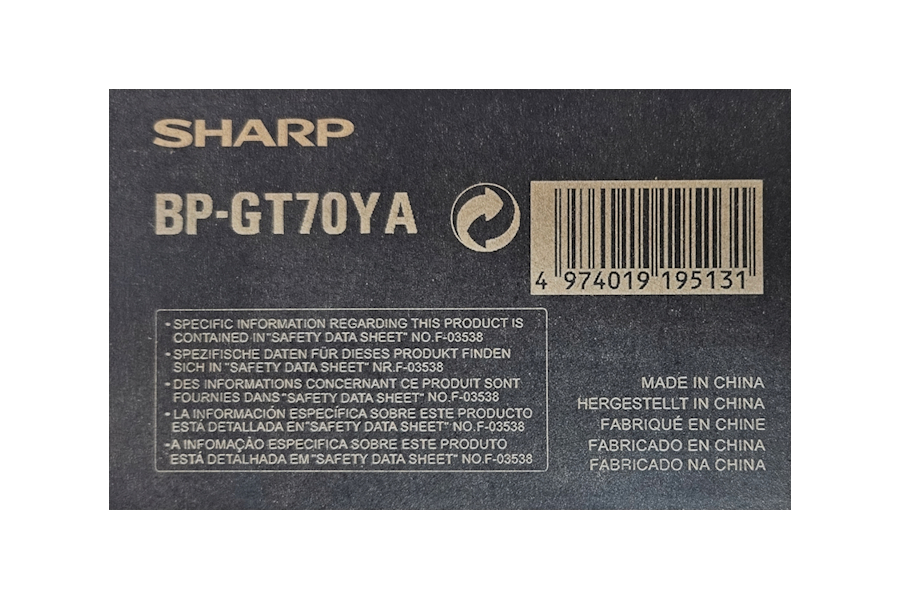 SHARP
BP-GT70YA
4 974019 195131
• SPECIFIC INFORMATION REGARDING THIS PRODUCT IS
CONTAINED IN "SAFETY DATA SHEET" NO.F-03538
• SPEZIFISCHE DATEN FÜR DIESES PRODUKT FINDEN
SICH IN "SAFETY DATA SHEET" NR.F-03538
• DES INFORMATIONS CONCERNANT CE PRODUIT SONT
FOURNIES DANS "SAFETY DATA SHEET" NO.F-03538
• LA INFORMACIÓN ESPECÍFICA SOBRE ESTE PRODUCTO
ESTÁ DETALLADA EN "SAFETY DATA SHEET" NO.F-03538
• A INFOMAÇÃO ESPECIFICA SOBRE ESTE PRODUTO
ESTÁ DETALHADA EM "SAFETY DATA SHEET" NO.F-03538
MADE IN CHINA
HERGESTELLT IN CHINA
FABRIQUÉ EN CHINE
FABRICADO EN CHINA
FABRICADO NA CHINA